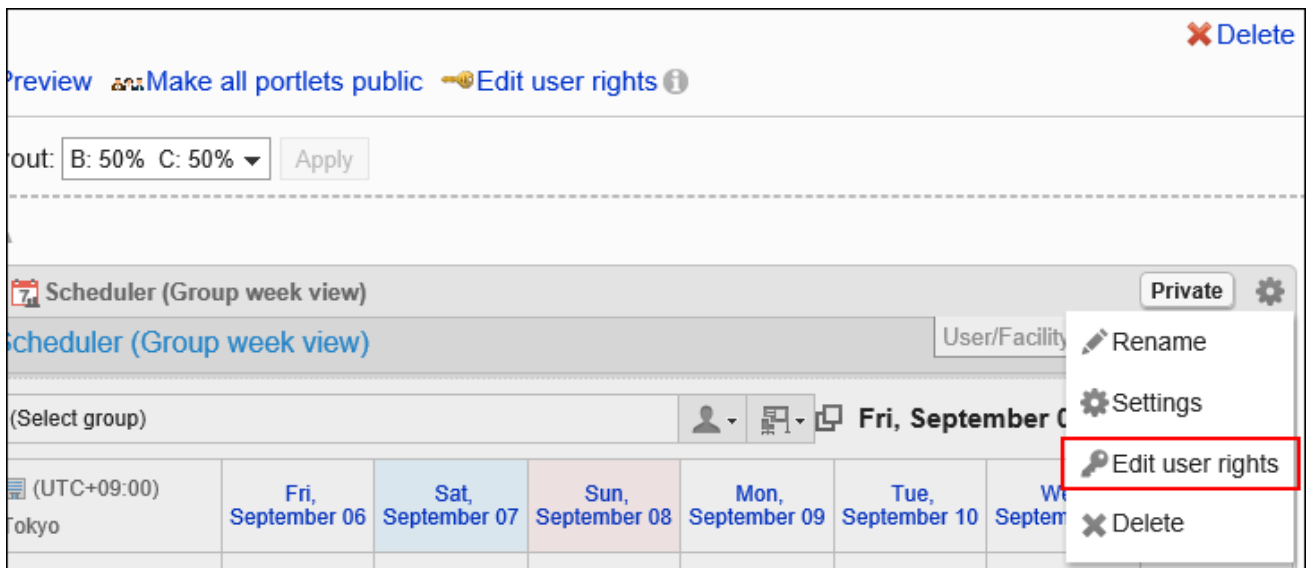 Delete
Preview Make all portlets public Edit user rights
out: B: 50% C: 50% Apply
Scheduler (Group week view) Private
Scheduler (Group week view) User/Facility
Rename
Settings
(Select group) Fri, September 0
Edit user rights
(UTC+09:00)
Tokyo
Fri,
September 06
Sat,
September 07
Sun,
September 08
Mon,
September 09
Tue,
September 10
We
Septem
Delete